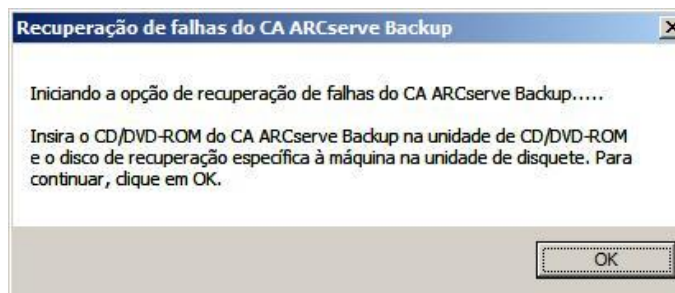 Recuperação de falhas do CA ARCserve Backup
Iniciando a opção de recuperação de falhas do CA ARCserve Backup.....
Insira o CD/DVD-ROM do CA ARCserve Backup na unidade de CD/DVD-ROM
e o disco de recuperação específica à máquina na unidade de disquete. Para
continuar, clique em OK.
OK